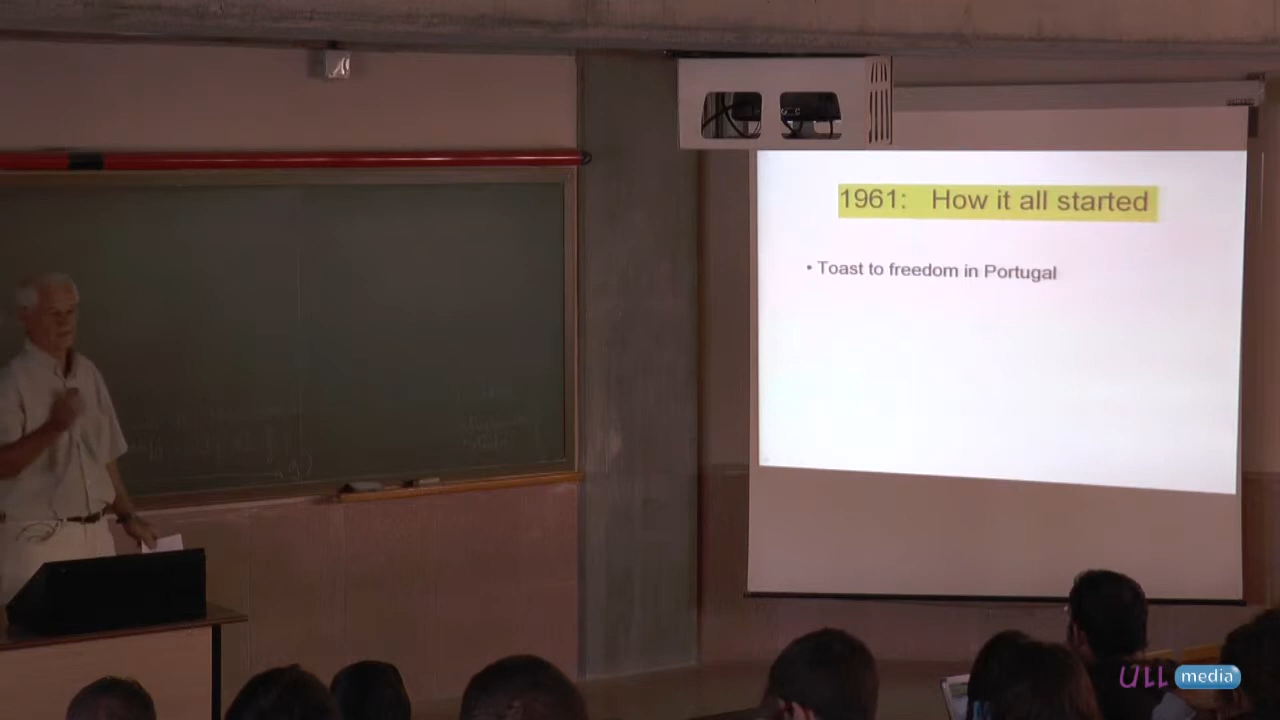 1961: How it all started
• Toast to freedom in Portugal
ULL media